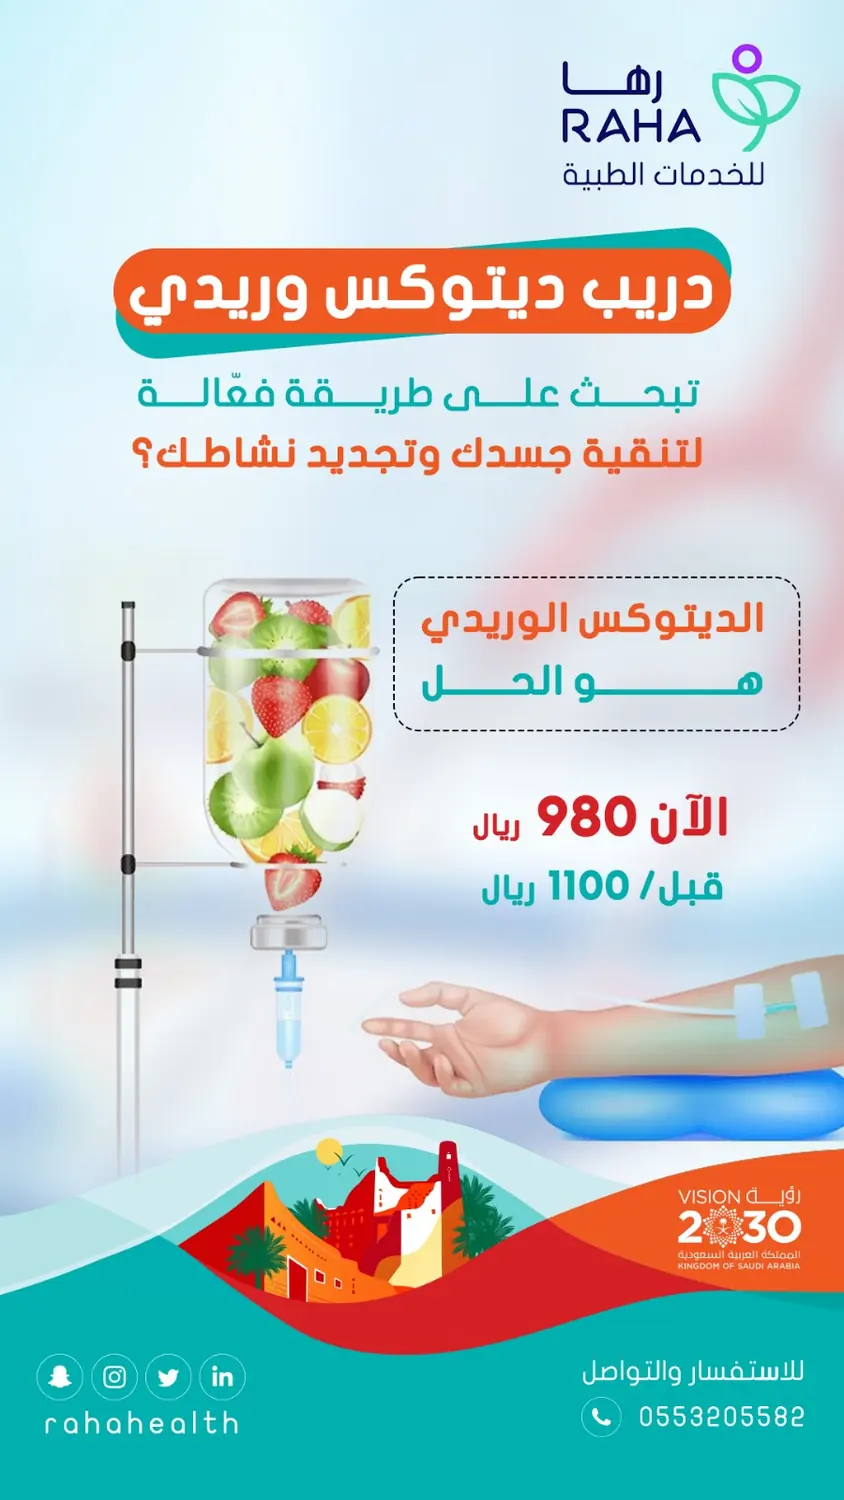 رها
RAHA
للخدمات الطبية
دريب ديتوكس وريدي
تبحث على طريقة فعّالة
لتنقية جسدك وتجديد نشاطك؟
الديتوكس الوريدي
هو الحل
الآن 980 ريال
قبل/ 1100 ريال
VISION رؤية
2030
المملكة العربية السعودية
KINGDOM OF SAUDI ARABIA
للاستفسار والتواصل
0553205582
rahahealth